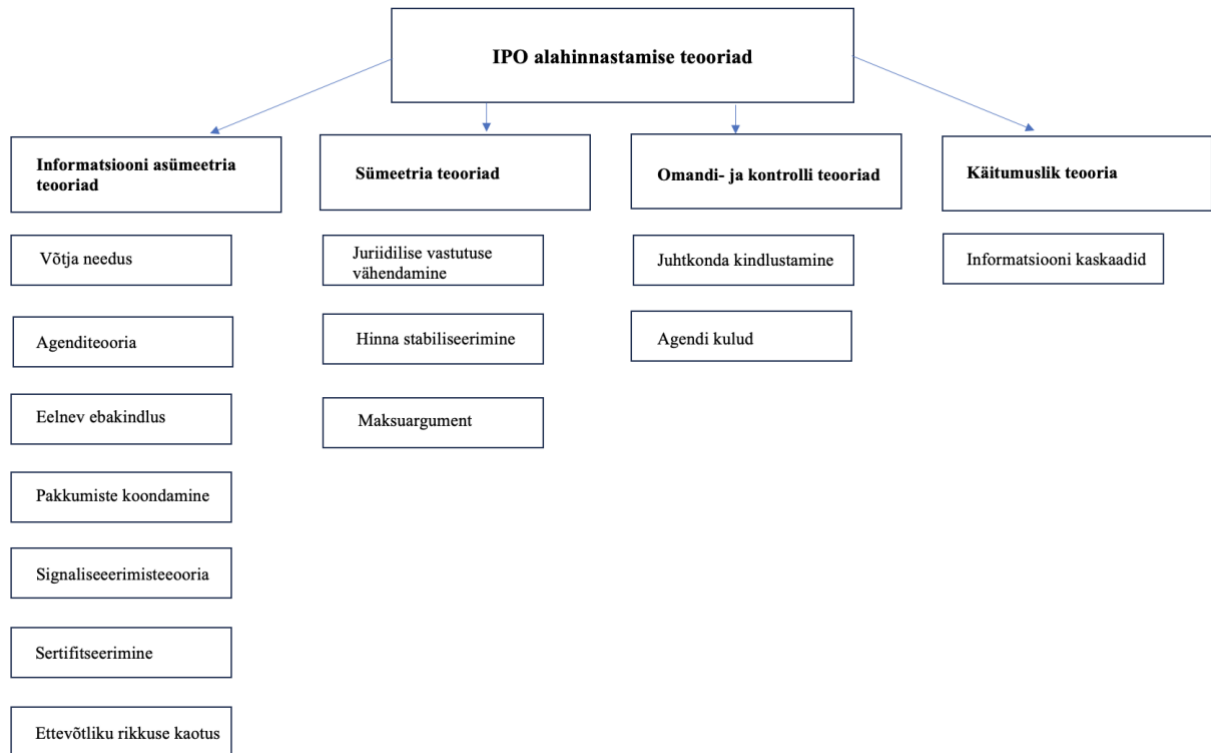 IPO alahinnastamise teooriad
Informatsiooni asümeetria
teooriad
Võtja needus
Agenditeooria
Eelnev ebakindlus
Pakkumiste koondamine
Signaliseeerimisteeooria
Sertifitseerimine
Ettevõtliku rikkuse kaotus
Sümeetria teooriad
Juriidilise vastutuse
vähendamine
Hinna stabiliseerimine
Maksuargument
Omandi- ja kontrolli teooriad
Juhtkonda kindlustamine
Agendi kulud
Käitumuslik teooria
Informatsiooni kaskaadid